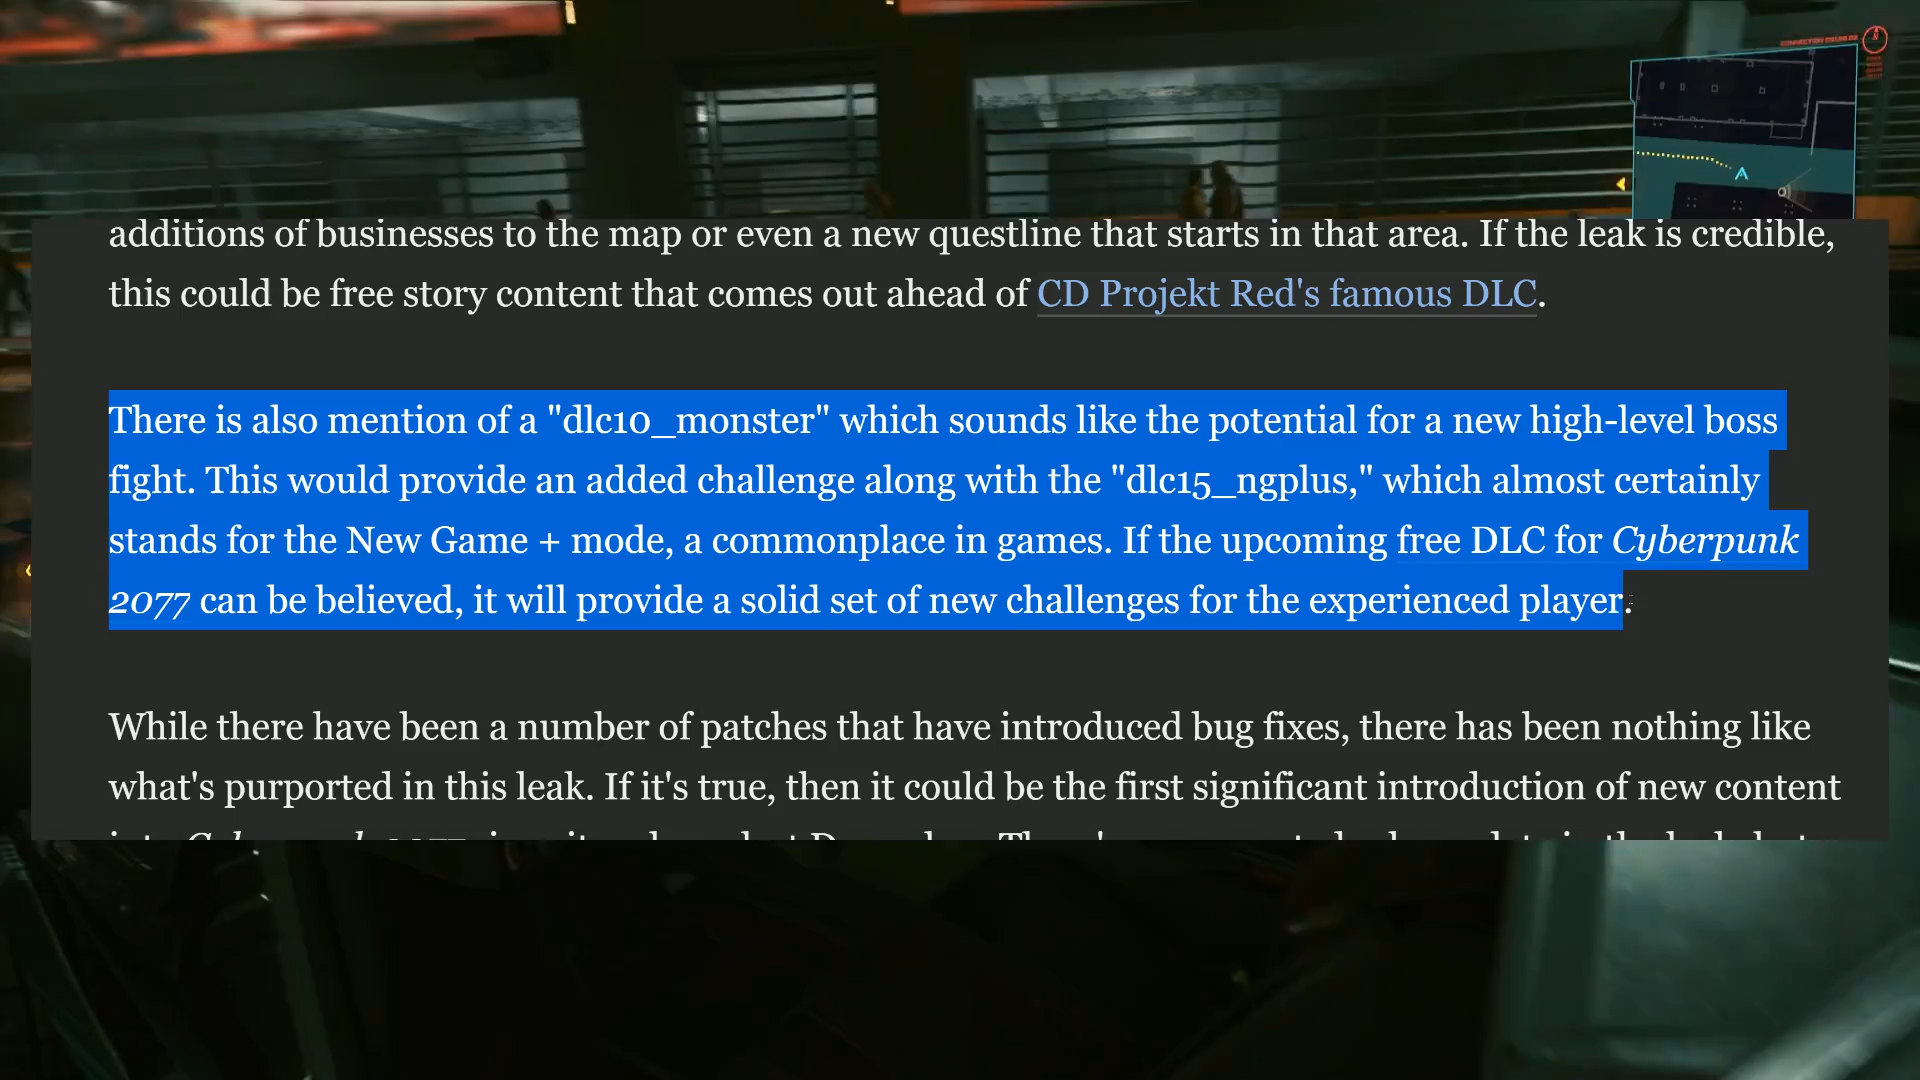 additions of businesses to the map or even a new questline that starts in that area. If the leak is credible,
this could be free story content that comes out ahead of CD Projekt Red's famous DLC.
There is also mention of a "dlc10_monster" which sounds like the potential for a new high-level boss
fight. This would provide an added challenge along with the "dlc15_ngplus," which almost certainly
stands for the New Game + mode, a commonplace in games. If the upcoming free DLC for Cyberpunk
2077 can be believed, it will provide a solid set of new challenges for the experienced player.
While there have been a number of patches that have introduced bug fixes, there has been nothing like
what's purported in this leak. If it's true, then it could be the first significant introduction of new content